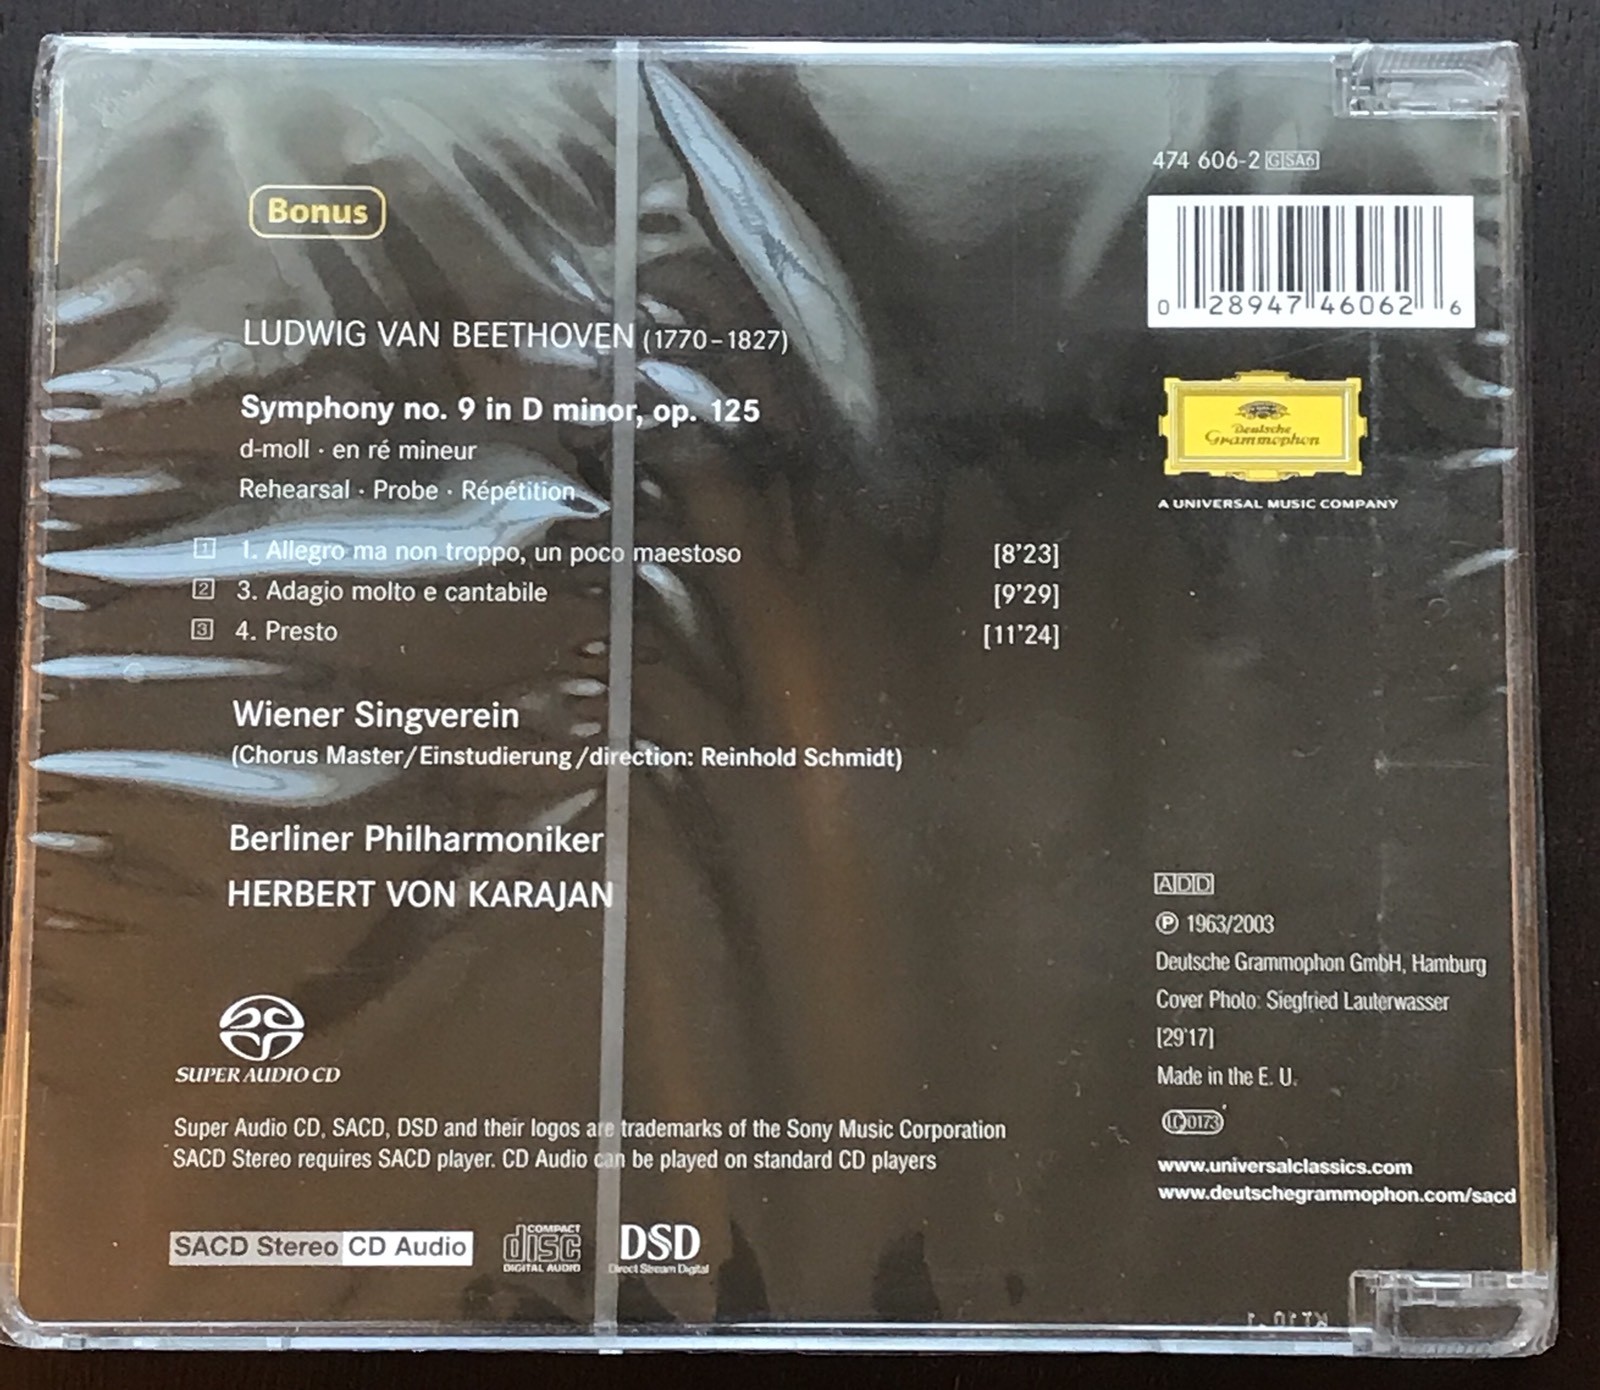 474 606-2 G SA6
Bonus
0 28947 46062 6
LUDWIG VAN BEETHOVEN (1770–1827)
Symphony no. 9 in D minor, op. 125
d-moll · en ré mineur
Rehearsal · Probe · Répétition
1 1. Allegro ma non troppo, un poco maestoso [8'23]
2 3. Adagio molto e cantabile [9'29]
3 4. Presto [11'24]
Deutsche
Grammophon
A UNIVERSAL MUSIC COMPANY
Wiener Singverein
(Chorus Master/Einstudierung/direction: Reinhold Schmidt)
Berliner Philharmoniker
HERBERT VON KARAJAN
ADD
℗ 1963/2003
Deutsche Grammophon GmbH, Hamburg
Cover Photo: Siegfried Lauterwasser
[29'17]
Made in the E. U.
LC 0173
www.universalclassics.com
www.deutschegrammophon.com/sacd
SUPER AUDIO CD
Super Audio CD, SACD, DSD and their logos are trademarks of the Sony Music Corporation
SACD Stereo requires SACD player. CD Audio can be played on standard CD players
SACD Stereo CD Audio
COMPACT
disc
DIGITAL AUDIO
DSD
Direct Stream Digital